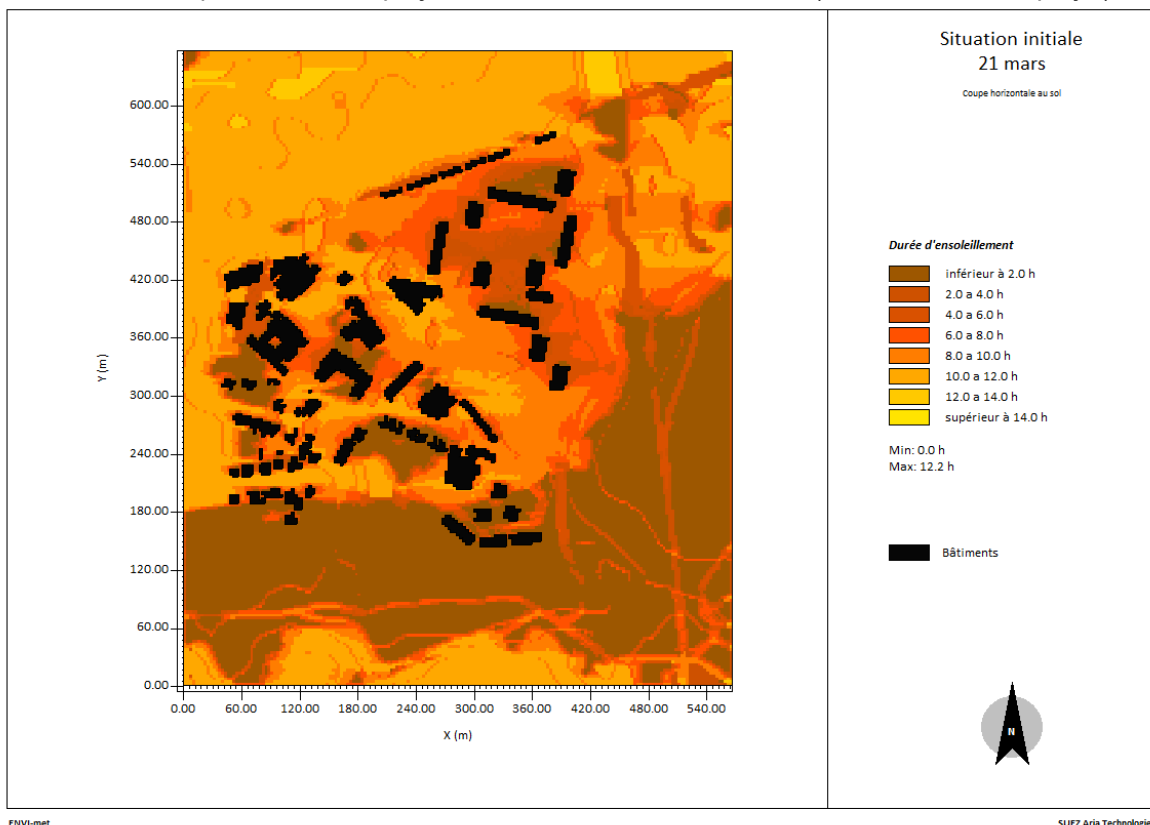 Situation initiale
21 mars
Coupe horizontale au sol
600.00
540.00
480.00
420.00
360.00
300.00
240.00
180.00
120.00
60.00
0.00
Y (m)
0.00 60.00 120.00 180.00 240.00 300.00 360.00 420.00 480.00 540.00
X (m)
Durée d'ensoleillement
inférieur à 2.0 h
2.0 a 4.0 h
4.0 a 6.0 h
6.0 a 8.0 h
8.0 a 10.0 h
10.0 a 12.0 h
12.0 a 14.0 h
supérieur à 14.0 h
Min: 0.0 h
Max: 12.2 h
Bâtiments
N
ENVI-met
SUEZ Aria Technologie